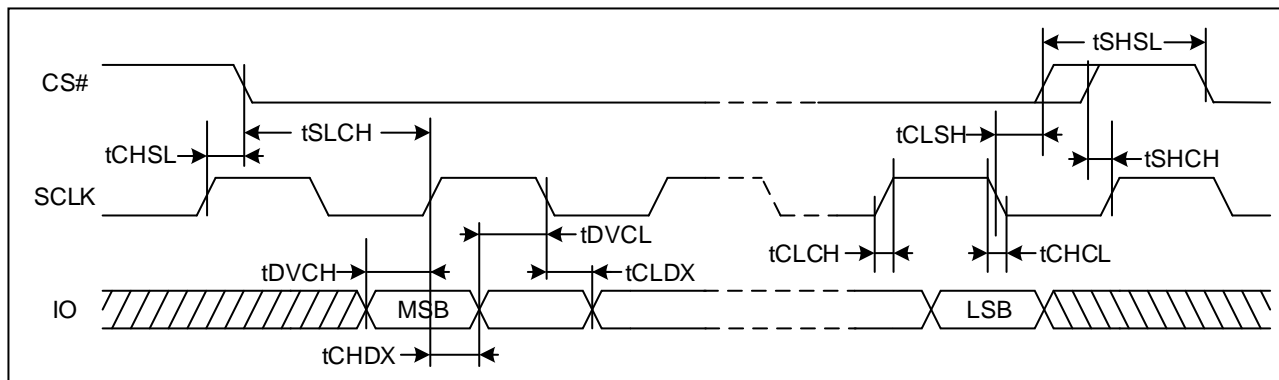 tSHSL
CS#
tSLCH
tCLSH
tCHSL
tSHCH
SCLK
tDVCL
tDVCH
tCLDX
tCLCH
tCHCL
IO
MSB
LSB
tCHDX